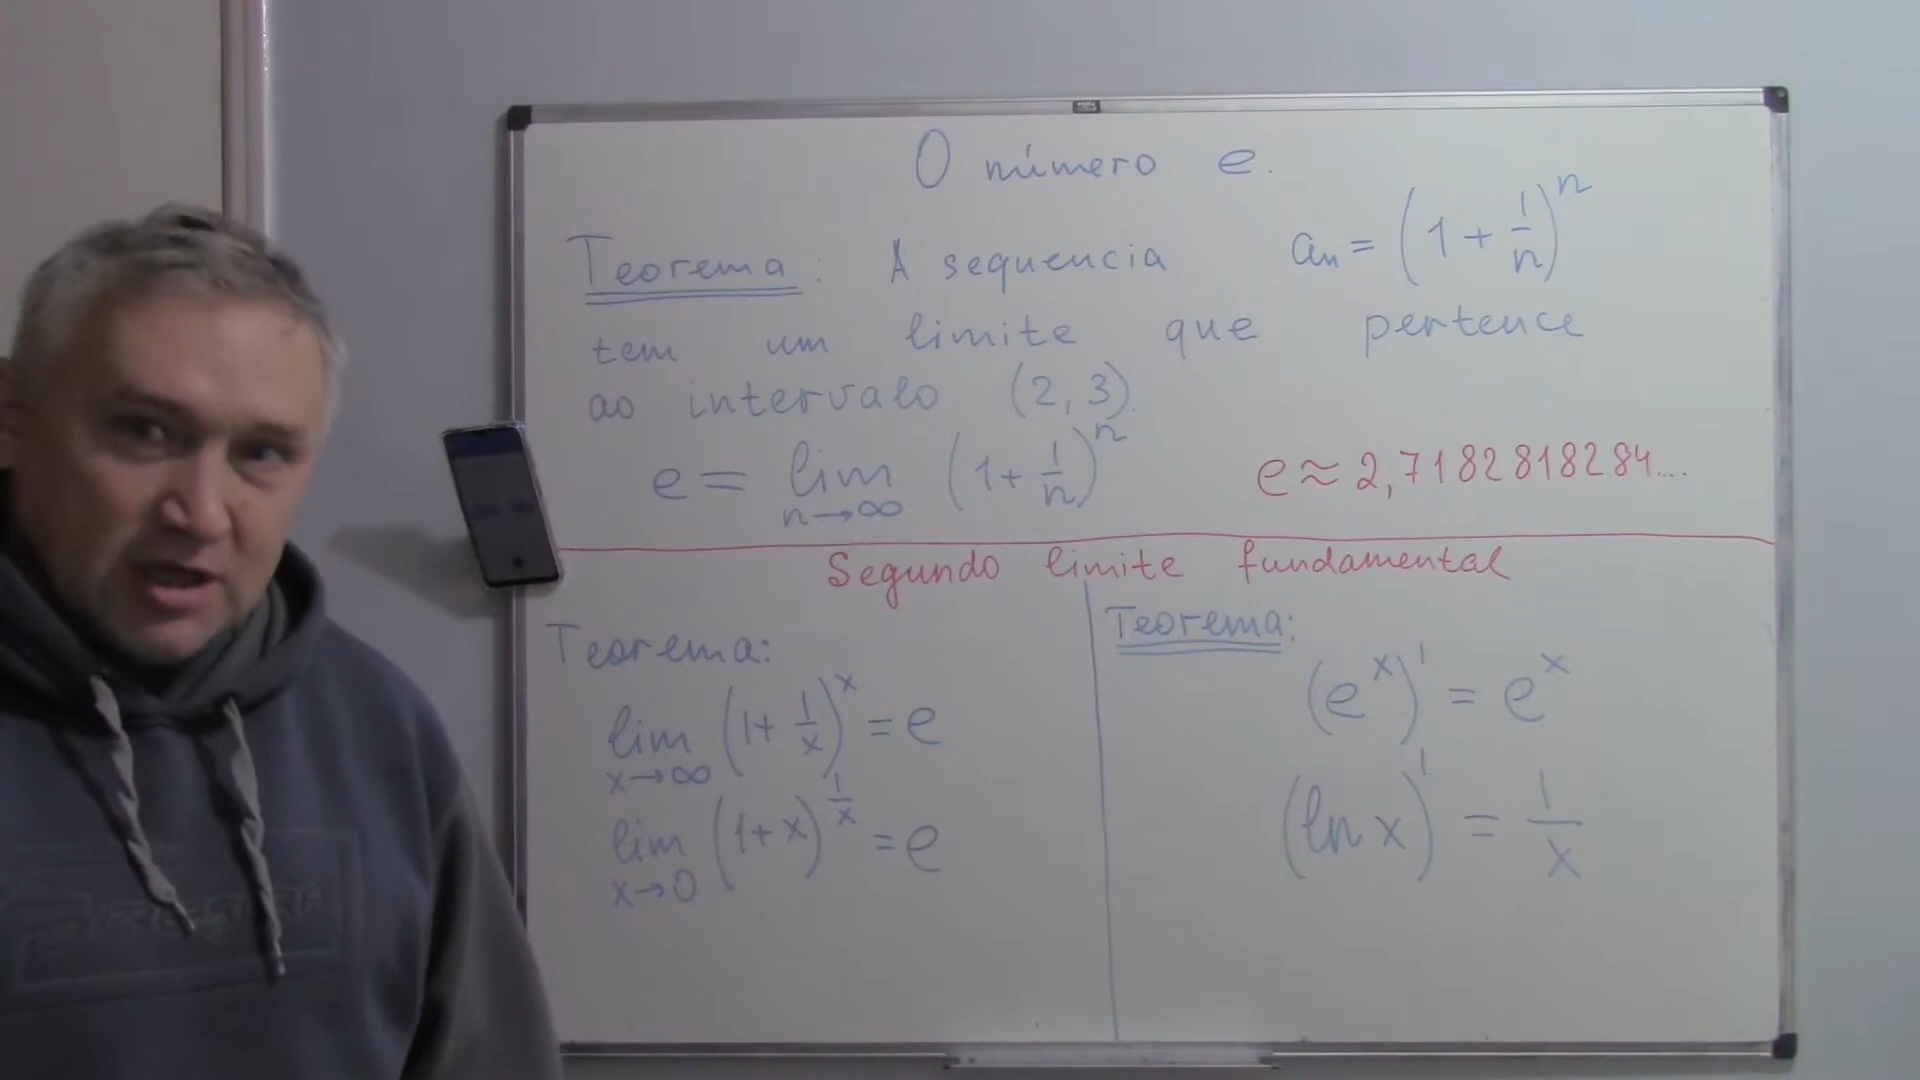 O número e.
Teorema: A sequencia aₙ = (1 + 1/n)ⁿ
tem um limite que pertence
ao intervalo (2, 3).
e = lim n→∞ (1 + 1/n)ⁿ e ≈ 2,7182818284...
Segundo limite fundamental
Teorema:
lim x→∞ (1 + 1/x)ˣ = e
lim x→0 (1+x)^(1/x) = e
Teorema:
(eˣ)' = eˣ
(ln x)' = 1/x